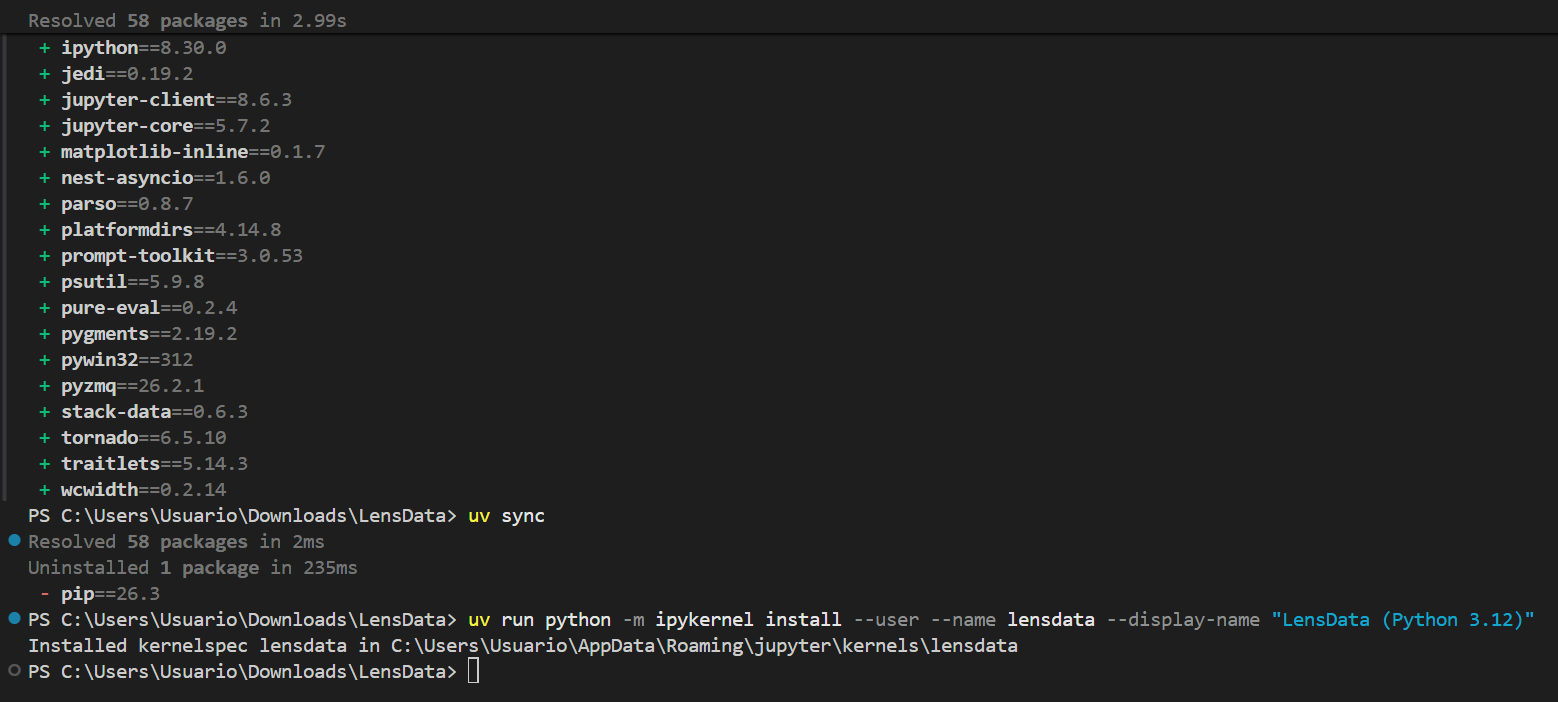 Resolved 58 packages in 2.99s
+ ipython==8.30.0
+ jedi==0.19.2
+ jupyter-client==8.6.3
+ jupyter-core==5.7.2
+ matplotlib-inline==0.1.7
+ nest-asyncio==1.6.0
+ parso==0.8.7
+ platformdirs==4.14.8
+ prompt-toolkit==3.0.53
+ psutil==5.9.8
+ pure-eval==0.2.4
+ pygments==2.19.2
+ pywin32==312
+ pyzmq==26.2.1
+ stack-data==0.6.3
+ tornado==6.5.10
+ traitlets==5.14.3
+ wcwidth==0.2.14
PS C:\Users\Usuario\Downloads\LensData> uv sync
Resolved 58 packages in 2ms
Uninstalled 1 package in 235ms
- pip==26.3
PS C:\Users\Usuario\Downloads\LensData> uv run python -m ipykernel install --user --name lensdata --display-name "LensData (Python 3.12)"
Installed kernelspec lensdata in C:\Users\Usuario\AppData\Roaming\jupyter\kernels\lensdata
PS C:\Users\Usuario\Downloads\LensData>